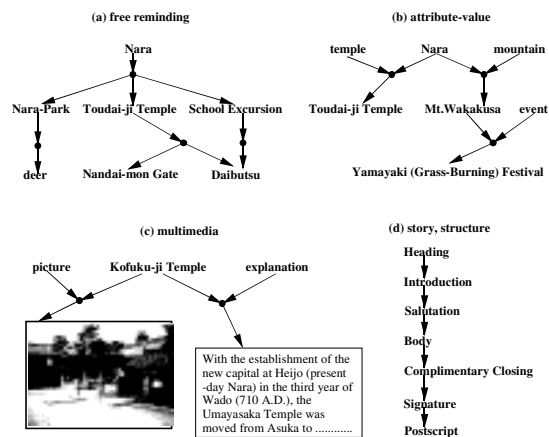 (a) free reminding
Nara
Nara-Park Toudai-ji Temple School Excursion
deer Nandai-mon Gate Daibutsu
(b) attribute-value
temple Nara mountain
Toudai-ji Temple Mt.Wakakusa event
Yamayaki (Grass-Burning) Festival
(c) multimedia
picture Kofuku-ji Temple explanation
With the establishment of the
new capital at Heijo (present
-day Nara) in the third year of
Wado (710 A.D.), the
Umayasaka Temple was
moved from Asuka to ............
(d) story, structure
Heading
Introduction
Salutation
Body
Complimentary Closing
Signature
Postscript